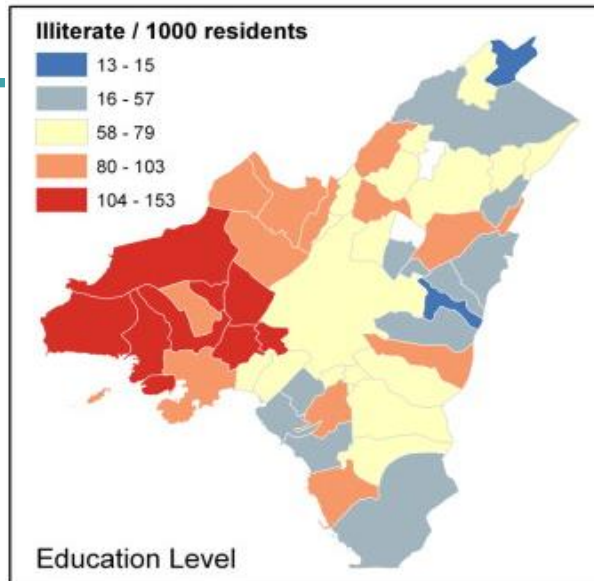 Illiterate / 1000 residents
13 - 15
16 - 57
58 - 79
80 - 103
104 - 153
Education Level